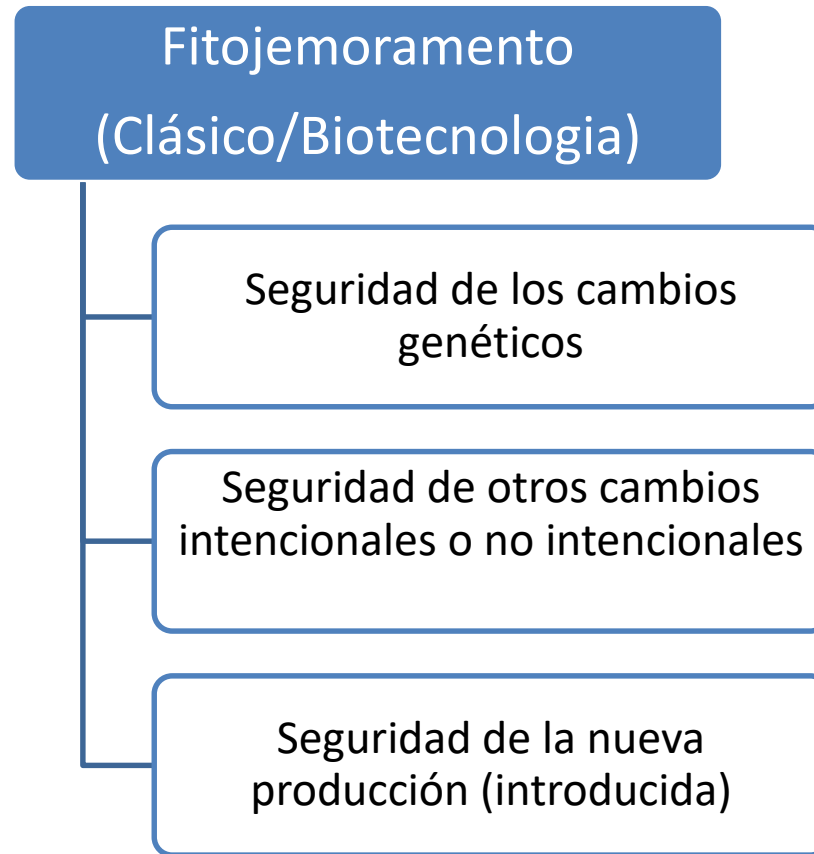 Fitojemoramento
(Clásico/Biotecnologia)
Seguridad de los cambios
genéticos
Seguridad de otros cambios
intencionales o no intencionales
Seguridad de la nueva
producción (introducida)